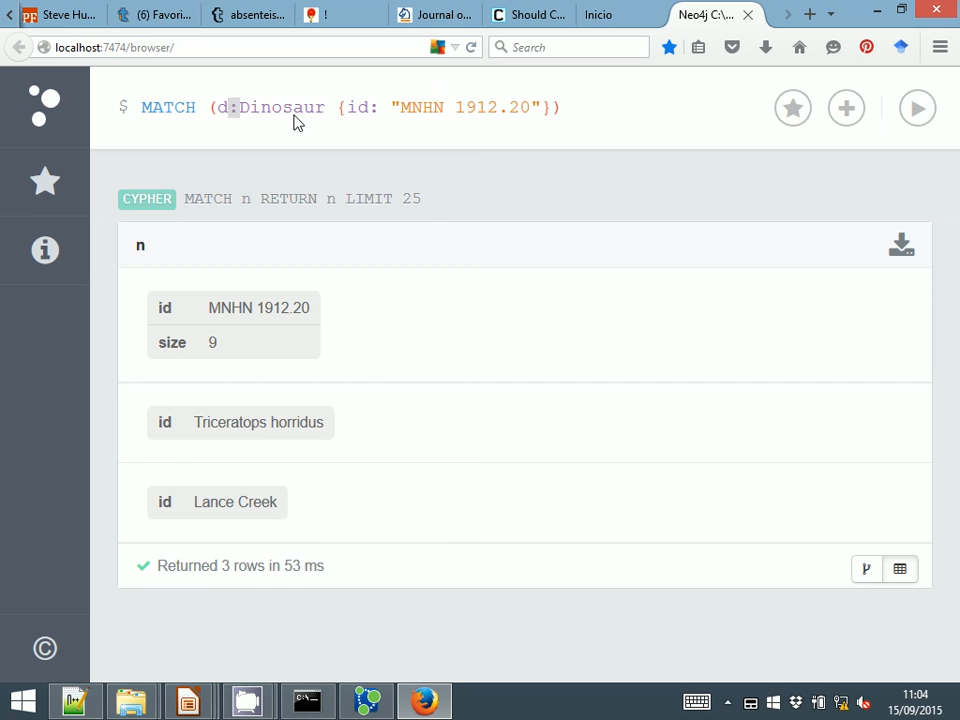 PF Steve Hu...
(6) Favori...
absenteis...
!
Journal o...
Should C...
Inicio
Neo4j C:\...
localhost:7474/browser/
Search
$ MATCH (d:Dinosaur {id: "MNHN 1912.20"})
CYPHER MATCH n RETURN n LIMIT 25
n
id MNHN 1912.20
size 9
id Triceratops horridus
id Lance Creek
Returned 3 rows in 53 ms
©
11:04
15/09/2015